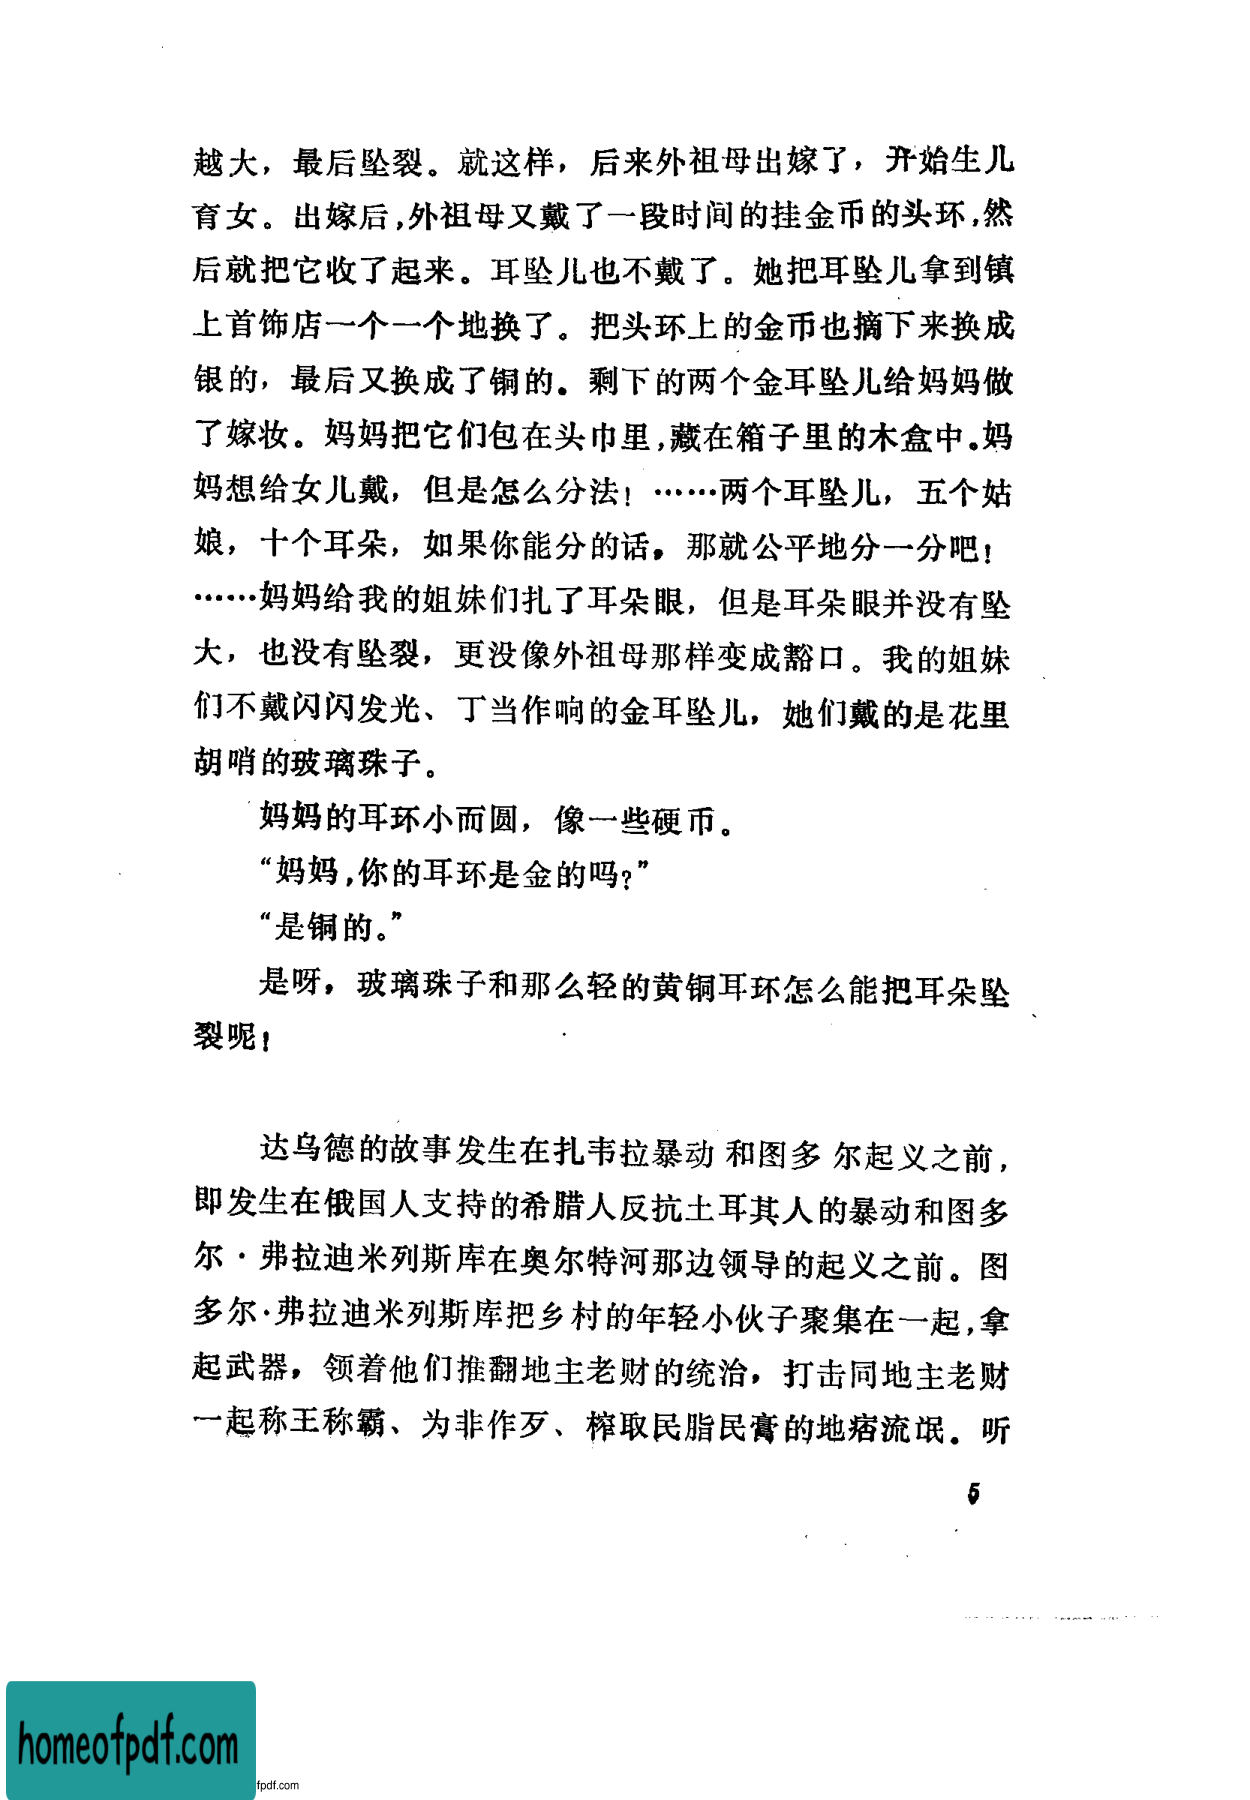 越大，最后坠裂。就这样，后来外祖母出嫁了，开始生儿
育女。出嫁后，外祖母又戴了一段时间的挂金币的头环，然
后就把它收了起来。耳坠儿也不戴了。她把耳坠儿拿到镇
上首饰店一个一个地换了。把头环上的金币也摘下来换成
银的，最后又换成了铜的。剩下的两个金耳坠儿给妈妈做
了嫁妆。妈妈把它们包在头巾里，藏在箱子里的木盒中。妈
妈想给女儿戴，但是怎么分法！……两个耳坠儿，五个姑
娘，十个耳朵，如果你能分的话，那就公平地分一分吧！
……妈妈给我的姐妹们扎了耳朵眼，但是耳朵眼并没有坠
大，也没有坠裂，更没像外祖母那样变成豁口。我的姐妹
们不戴闪闪发光、丁当作响的金耳坠儿，她们戴的是花里
胡哨的玻璃珠子。
妈妈的耳环小而圆，像一些硬币。
“妈妈，你的耳环是金的吗？”
“是铜的。”
是呀，玻璃珠子和那么轻的黄铜耳环怎么能把耳朵坠
裂呢！
达乌德的故事发生在扎韦拉暴动和图多尔起义之前，
即发生在俄国人支持的希腊人反抗土耳其人的暴动和图多
尔·弗拉迪米列斯库在奥尔特河那边领导的起义之前。图
多尔·弗拉迪米列斯库把乡村的年轻小伙子聚集在一起，拿
起武器，领着他们推翻地主老财的统治，打击同地主老财
一起称王称霸、为非作歹、榨取民脂民膏的地痞流氓。听
5
homeofpdf.com
fpdf.com